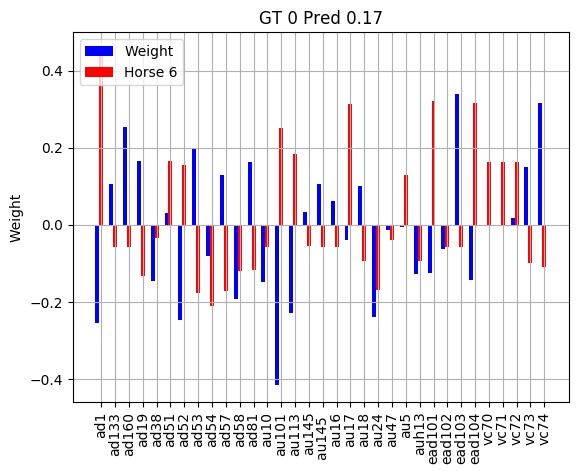 GT 0 Pred 0.17
Weight
Horse 6
Weight
0.4
0.2
0.0
−0.2
−0.4
ad1
ad133
ad160
ad19
ad38
ad51
ad52
ad53
ad54
ad57
ad58
ad81
au10
au101
au113
au145
au145
au16
au17
au18
au24
au47
au5
auh13
ead101
ead102
ead103
ead104
vc70
vc71
vc72
vc73
vc74